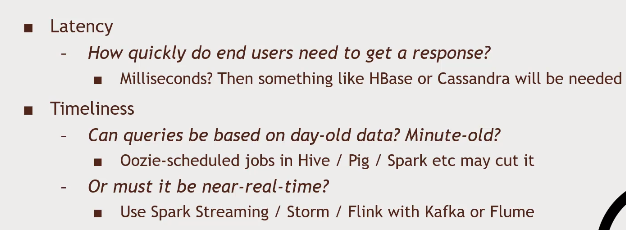 ■ Latency
– How quickly do end users need to get a response?
■ Milliseconds? Then something like HBase or Cassandra will be needed
■ Timeliness
– Can queries be based on day-old data? Minute-old?
■ Oozie-scheduled jobs in Hive / Pig / Spark etc may cut it
– Or must it be near-real-time?
■ Use Spark Streaming / Storm / Flink with Kafka or Flume